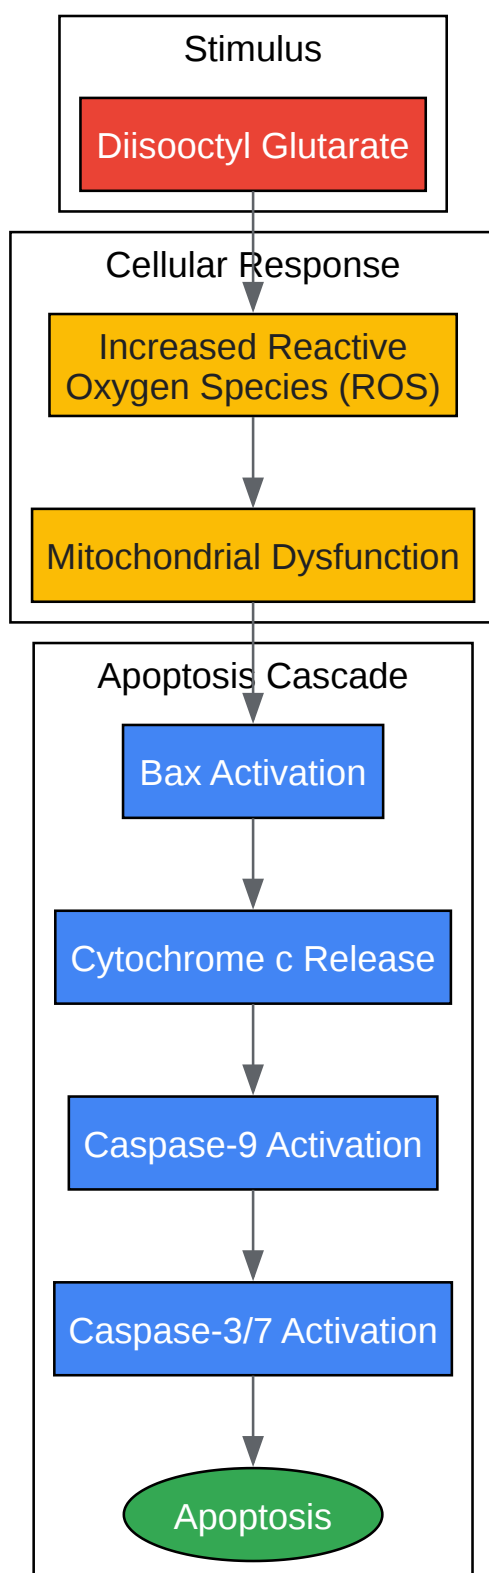 Stimulus
Diisooctyl Glutarate
Cellular Response
Increased Reactive
Oxygen Species (ROS)
Mitochondrial Dysfunction
Apoptosis Cascade
Bax Activation
Cytochrome c Release
Caspase-9 Activation
Caspase-3/7 Activation
Apoptosis